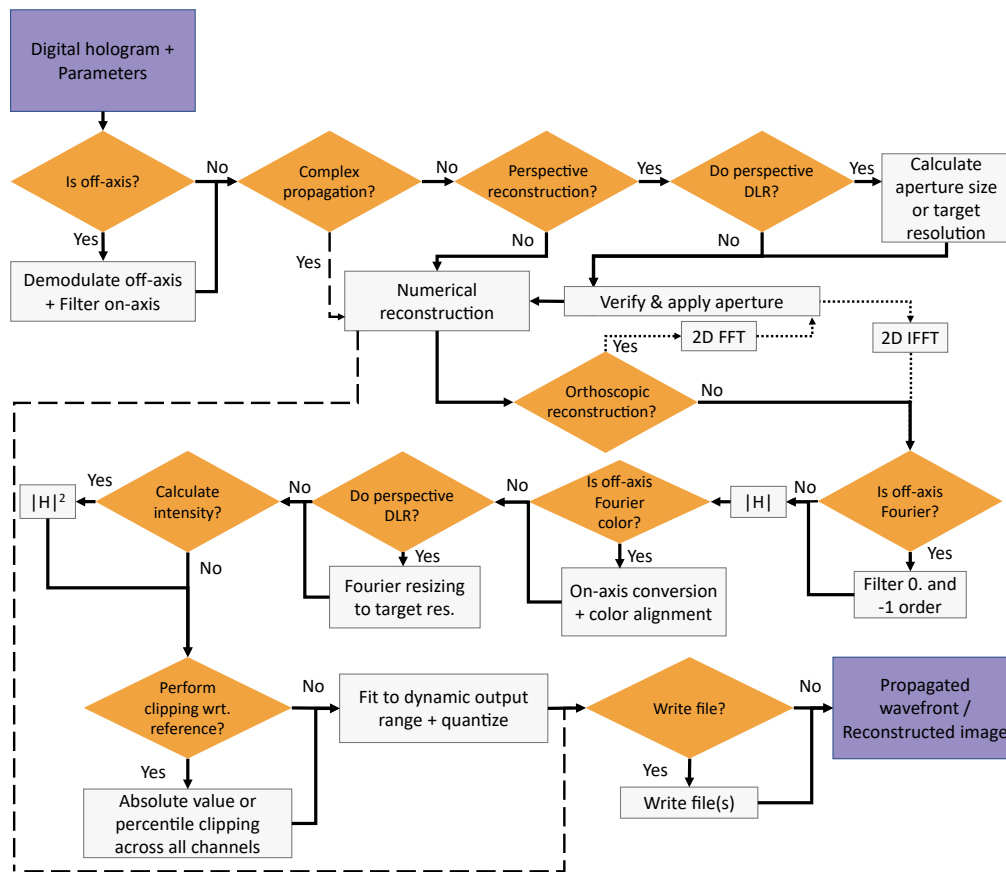 Digital hologram +
Parameters
Is off-axis?
No
Yes
Demodulate off-axis
+ Filter on-axis
Complex
propagation?
No
Yes
Perspective
reconstruction?
Yes
No
Do perspective
DLR?
Yes
No
Calculate
aperture size
or target
resolution
Numerical
reconstruction
Verify & apply aperture
2D FFT
2D IFFT
Yes
Orthoscopic
reconstruction?
No
Is off-axis
Fourier?
No
Yes
Filter 0. and
-1 order
|H|
Is off-axis
Fourier
color?
No
Yes
On-axis conversion
+ color alignment
Do perspective
DLR?
No
Yes
Fourier resizing
to target res.
Calculate
intensity?
Yes
No
|H|²
Perform
clipping wrt.
reference?
No
Yes
Absolute value or
percentile clipping
across all channels
Fit to dynamic output
range + quantize
Write file?
No
Yes
Write file(s)
Propagated
wavefront /
Reconstructed image